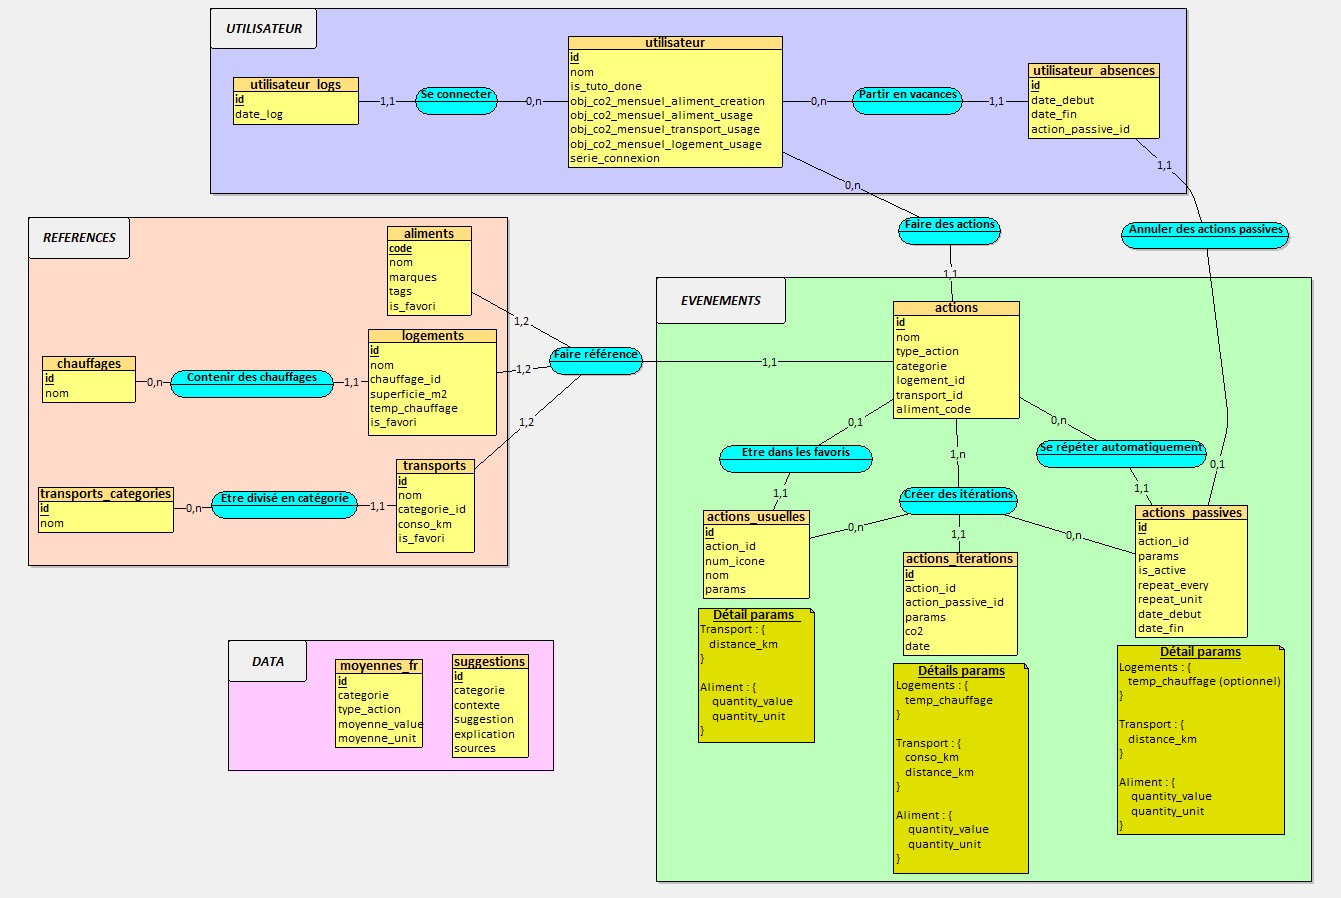 UTILISATEUR
utilisateur_logs
id
date_log
1,1
Se connecter
0,n
utilisateur
id
nom
is_tuto_done
obj_co2_mensuel_aliment_creation
obj_co2_mensuel_aliment_usage
obj_co2_mensuel_transport_usage
obj_co2_mensuel_logement_usage
serie_connexion
0,n
Partir en vacances
1,1
utilisateur_absences
id
date_debut
date_fin
action_passive_id
1,1
0,n
Faire des actions
1,1
Annuler des actions passives
0,1
REFERENCES
aliments
code
nom
marques
tags
is_favori
1,2
logements
id
nom
chauffage_id
superficie_m2
temp_chauffage
is_favori
1,2
chauffages
id
nom
0,n
Contenir des chauffages
1,1
transports
id
nom
categorie_id
conso_km
is_favori
1,2
transports_categories
id
nom
0,n
Etre divisé en catégorie
1,1
Faire référence
1,1
EVENEMENTS
actions
id
nom
type_action
categorie
logement_id
transport_id
aliment_code
0,1
Etre dans les favoris
1,1
1,n
Créer des itérations
0,n
1,1
0,n
0,n
Se répéter automatiquement
1,1
actions_usuelles
id
action_id
num_icone
nom
params
Détail params
Transport : {
distance_km
}
Aliment : {
quantity_value
quantity_unit
}
actions_iterations
id
action_id
action_passive_id
params
co2
date
Détails params
Logements : {
temp_chauffage
}
Transport : {
conso_km
distance_km
}
Aliment : {
quantity_value
quantity_unit
}
actions_passives
id
action_id
params
is_active
repeat_every
repeat_unit
date_debut
date_fin
Détail params
Logements : {
temp_chauffage (optionnel)
}
Transport : {
distance_km
}
Aliment : {
quantity_value
quantity_unit
}
DATA
moyennes_fr
id
categorie
type_action
moyenne_value
moyenne_unit
suggestions
id
categorie
contexte
suggestion
explication
sources